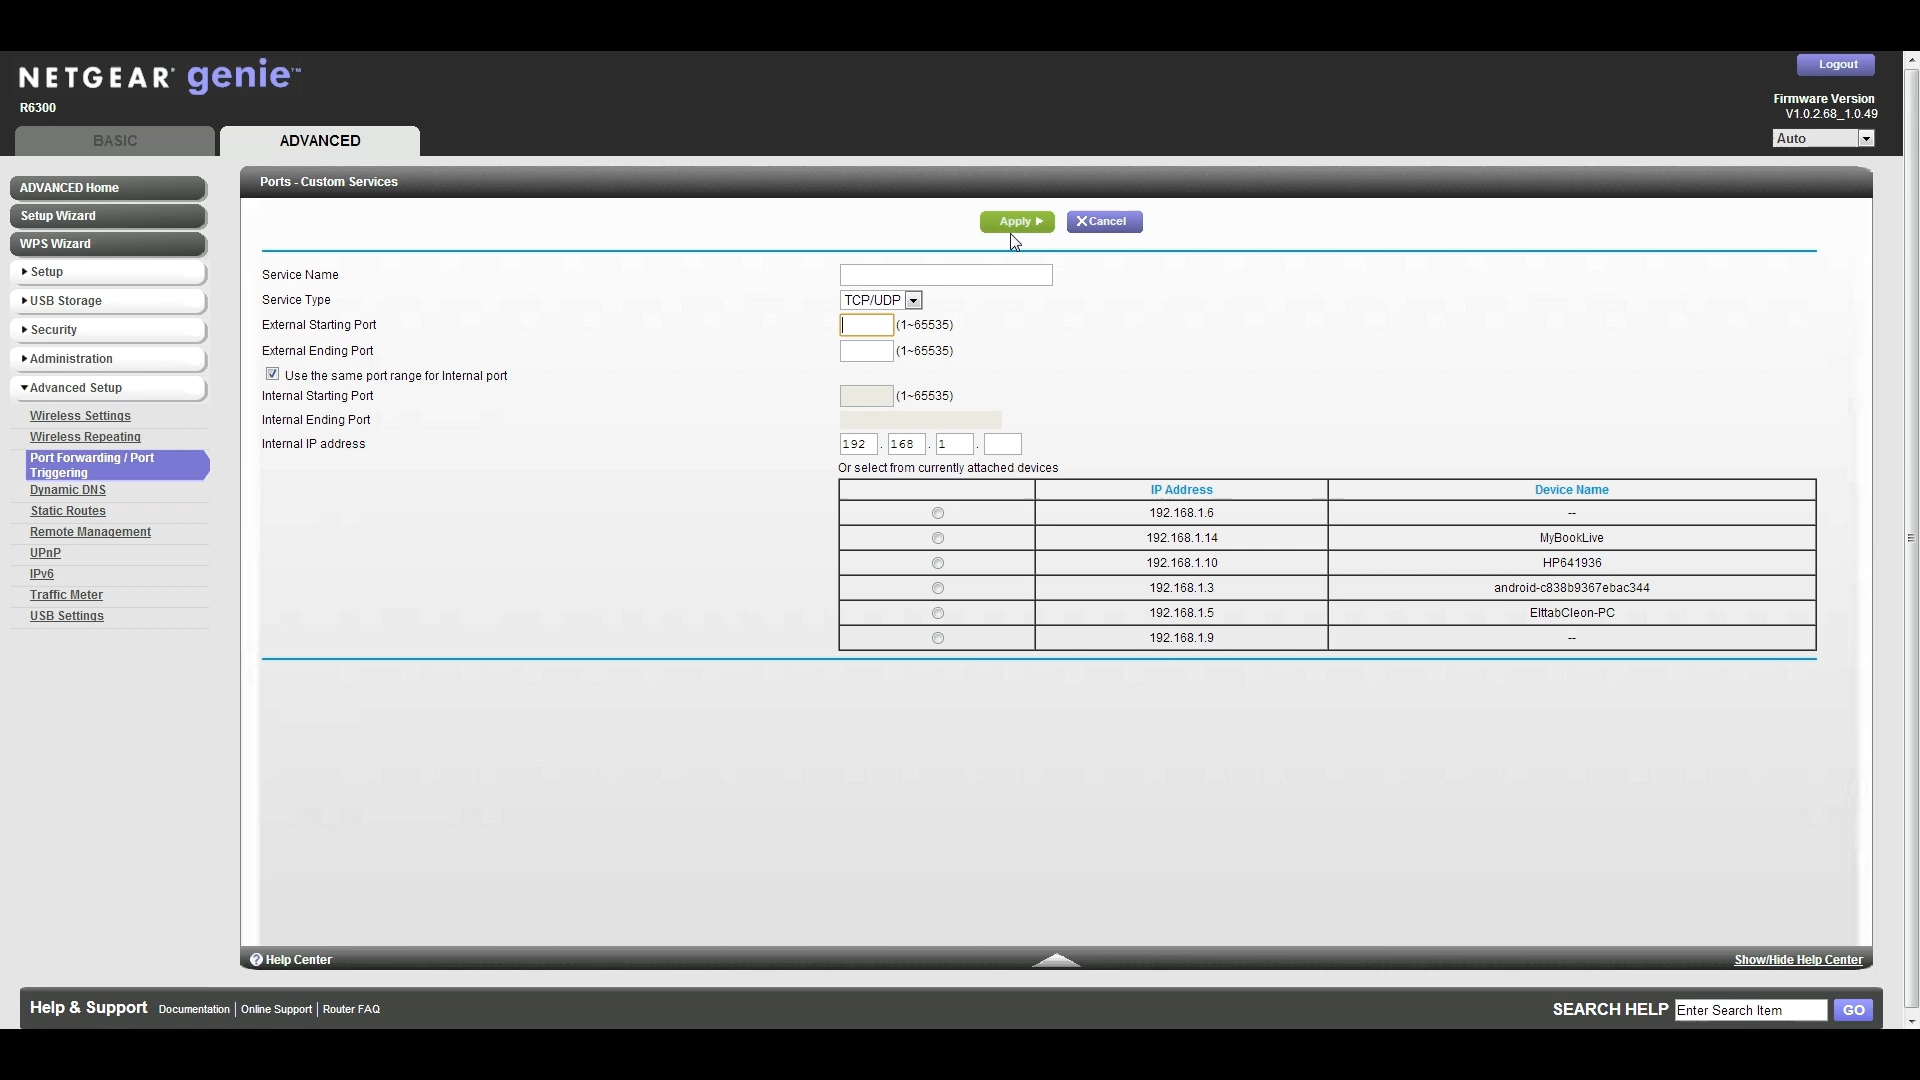 NETGEAR genie™
R6300
Logout
Firmware Version
V1.0.2.68_1.0.49
Auto
BASIC
ADVANCED
ADVANCED Home
Setup Wizard
WPS Wizard
Setup
USB Storage
Security
Administration
Advanced Setup
Wireless Settings
Wireless Repeating
Port Forwarding / Port
Triggering
Dynamic DNS
Static Routes
Remote Management
UPnP
IPv6
Traffic Meter
USB Settings
Ports - Custom Services
Apply
Cancel
Service Name
Service Type TCP/UDP
External Starting Port (1~65535)
External Ending Port (1~65535)
Use the same port range for Internal port
Internal Starting Port (1~65535)
Internal Ending Port
Internal IP address 192 . 168 . 1 .
Or select from currently attached devices
IP Address Device Name
192.168.1.6 --
192.168.1.14 MyBookLive
192.168.1.10 HP641936
192.168.1.3 android-c838b9367ebac344
192.168.1.5 ElttabCleon-PC
192.168.1.9 --
? Help Center
Show/Hide Help Center
Help & Support Documentation | Online Support | Router FAQ
SEARCH HELP Enter Search Item GO